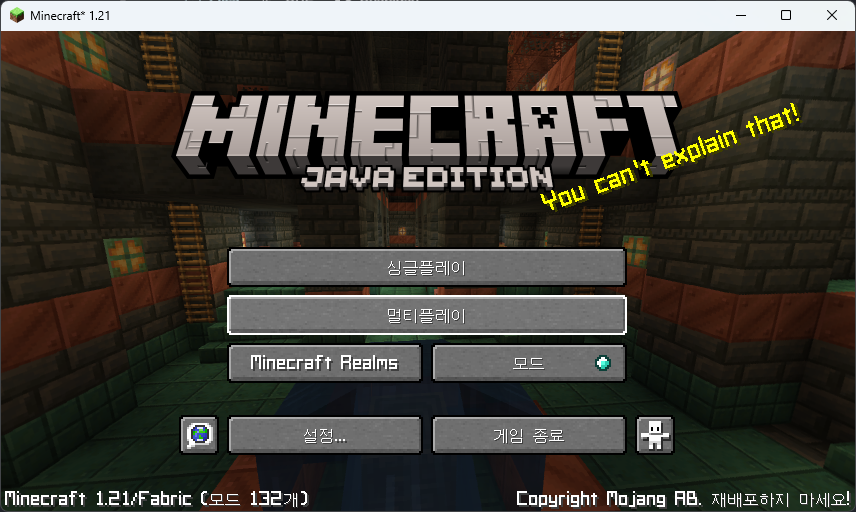 Minecraft* 1.21
MINECRAFT
JAVA EDITION
You can't explain that!
싱글플레이
멀티플레이
Minecraft Realms
모드
설정...
게임 종료
Minecraft 1.21/Fabric (모드 132개)
Copyright Mojang AB. 재배포하지 마세요!